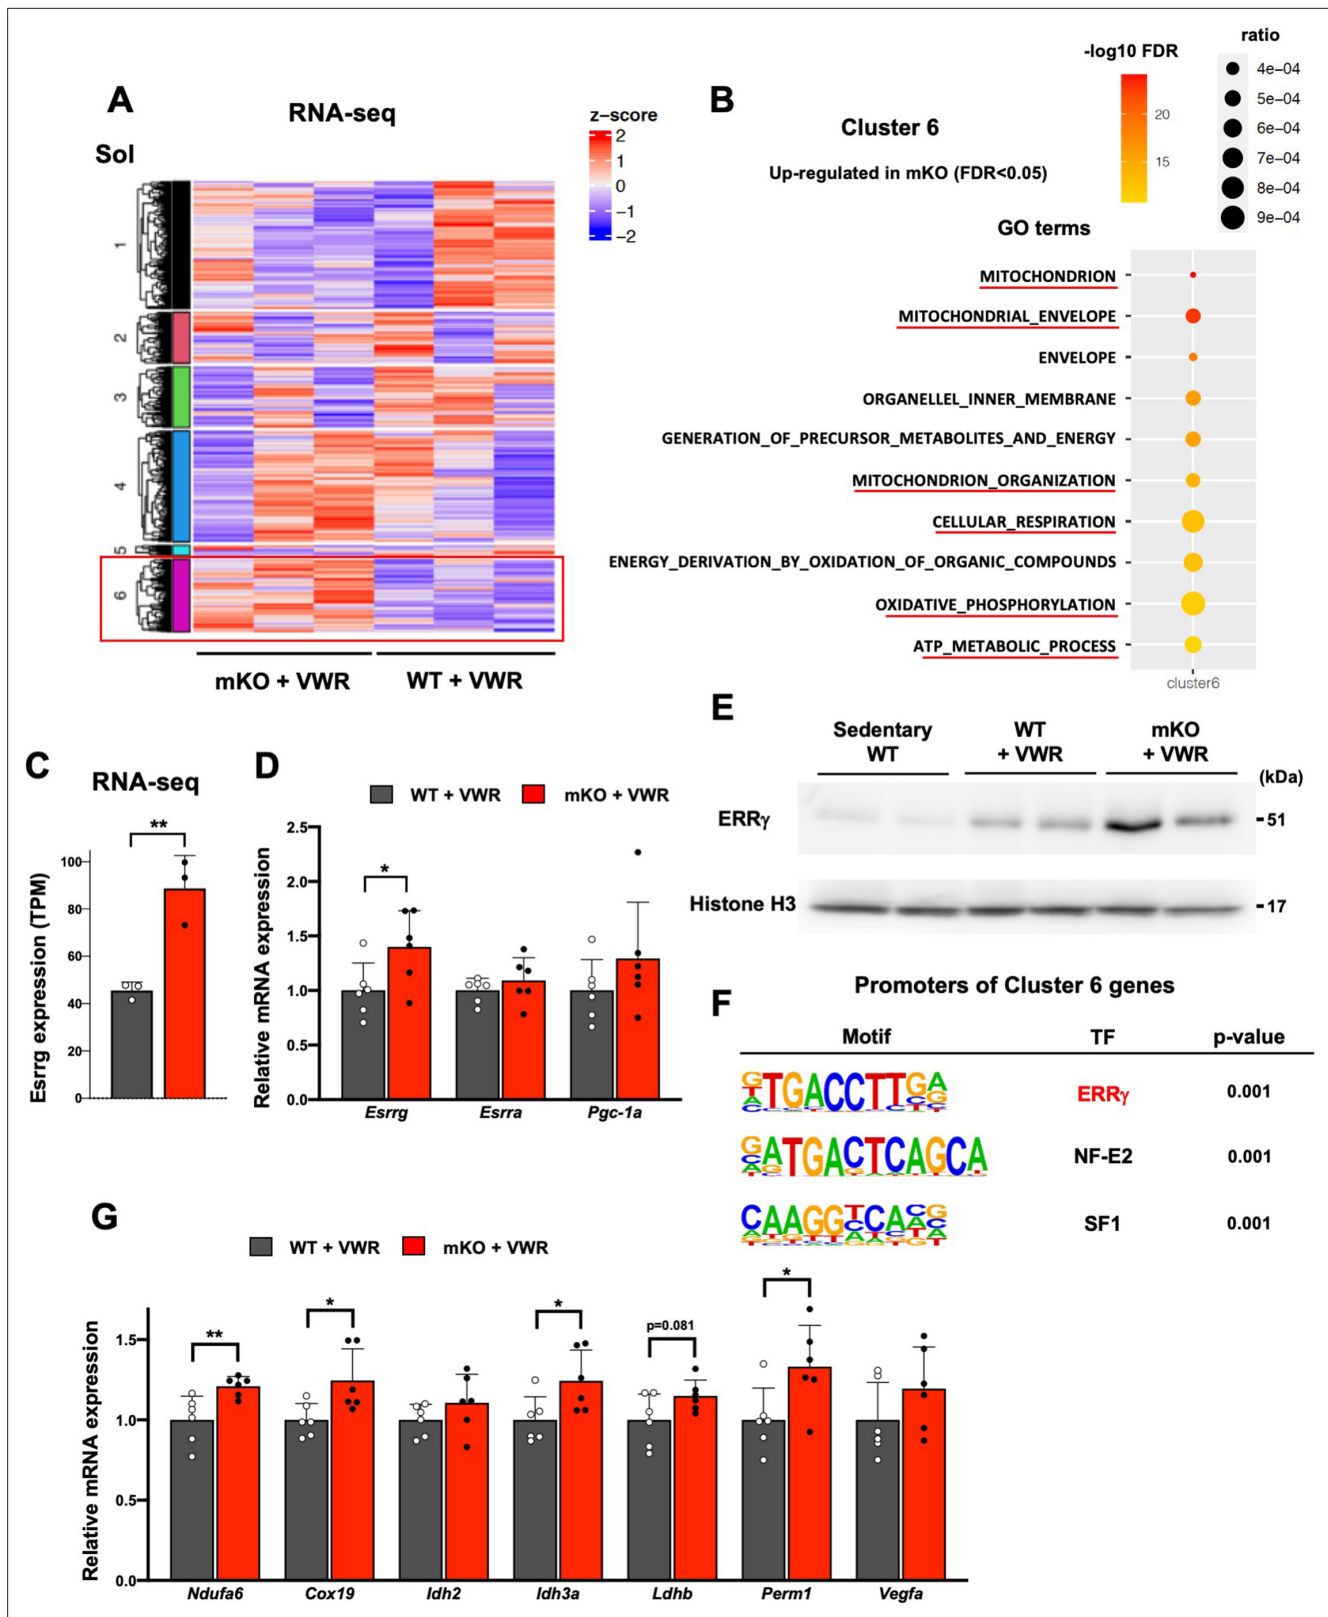 A
RNA-seq
Sol
z-score
2
1
0
-1
-2
1
2
3
4
5
6
mKO + VWR
WT + VWR
B
Cluster 6
Up-regulated in mKO (FDR<0.05)
-log10 FDR
20
15
ratio
4e-04
5e-04
6e-04
7e-04
8e-04
9e-04
GO terms
MITOCHONDRION
MITOCHONDRIAL_ENVELOPE
ENVELOPE
ORGANELLEL_INNER_MEMBRANE
GENERATION_OF_PRECURSOR_METABOLITES_AND_ENERGY
MITOCHONDRION_ORGANIZATION
CELLULAR_RESPIRATION
ENERGY_DERIVATION_BY_OXIDATION_OF_ORGANIC_COMPOUNDS
OXIDATIVE_PHOSPHORYLATION
ATP_METABOLIC_PROCESS
cluster6
C
RNA-seq
**
Esrrg expression (TPM)
100
80
60
40
20
0
D
WT + VWR
mKO + VWR
Relative mRNA expression
2.5
2.0
1.5
1.0
0.5
0.0
*
Esrrg
Esrra
Pgc-1a
E
Sedentary WT
WT + VWR
mKO + VWR
(kDa)
ERRγ
51
Histone H3
17
F
Promoters of Cluster 6 genes
Motif TF p-value
TGACCTTGA ERRγ 0.001
GATGACTCAGCA NF-E2 0.001
CAAGGTCA SF1 0.001
G
WT + VWR
mKO + VWR
Relative mRNA expression
1.5
1.0
0.5
0.0
**
*
*
p=0.081
*
Ndufa6
Cox19
Idh2
Idh3a
Ldhb
Perm1
Vegfa